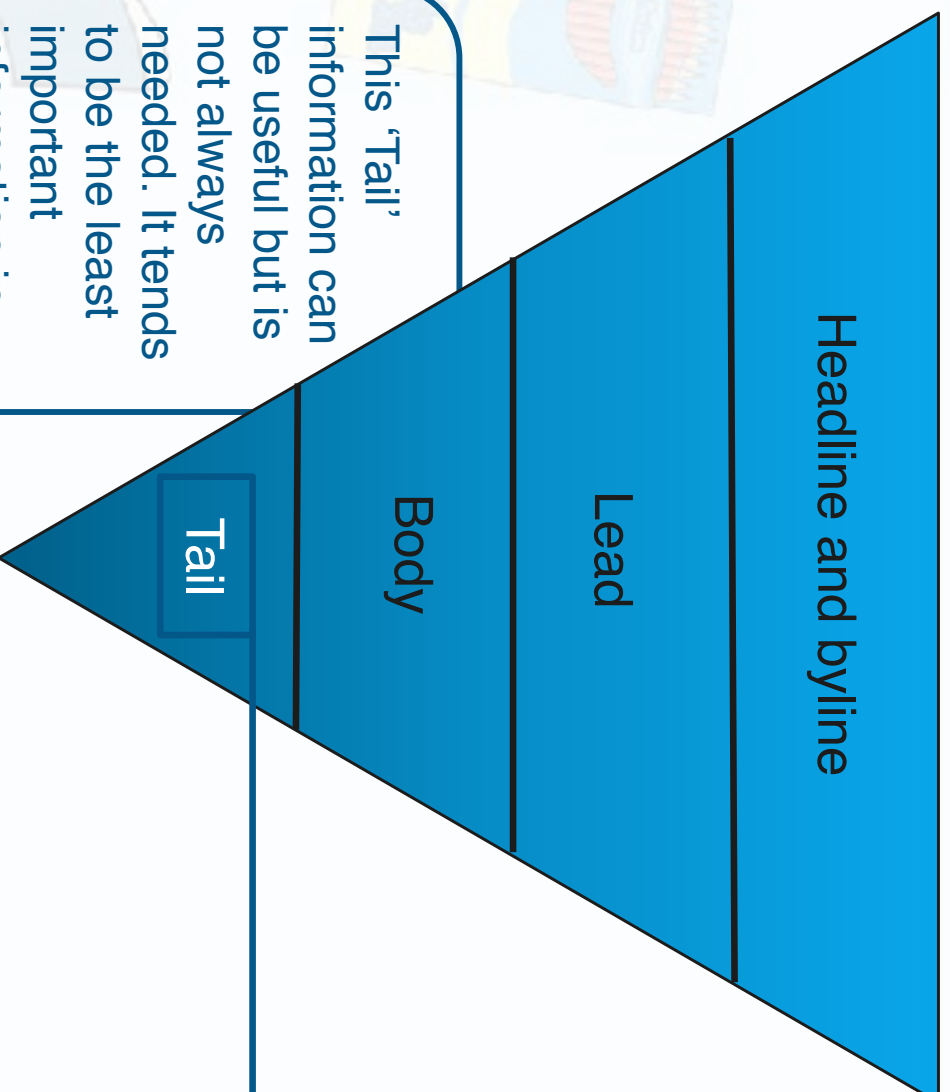 Headline and byline
Lead
Body
Tail
This ‘Tail’
information can
be useful but is
not always
needed. It tends
to be the least
important